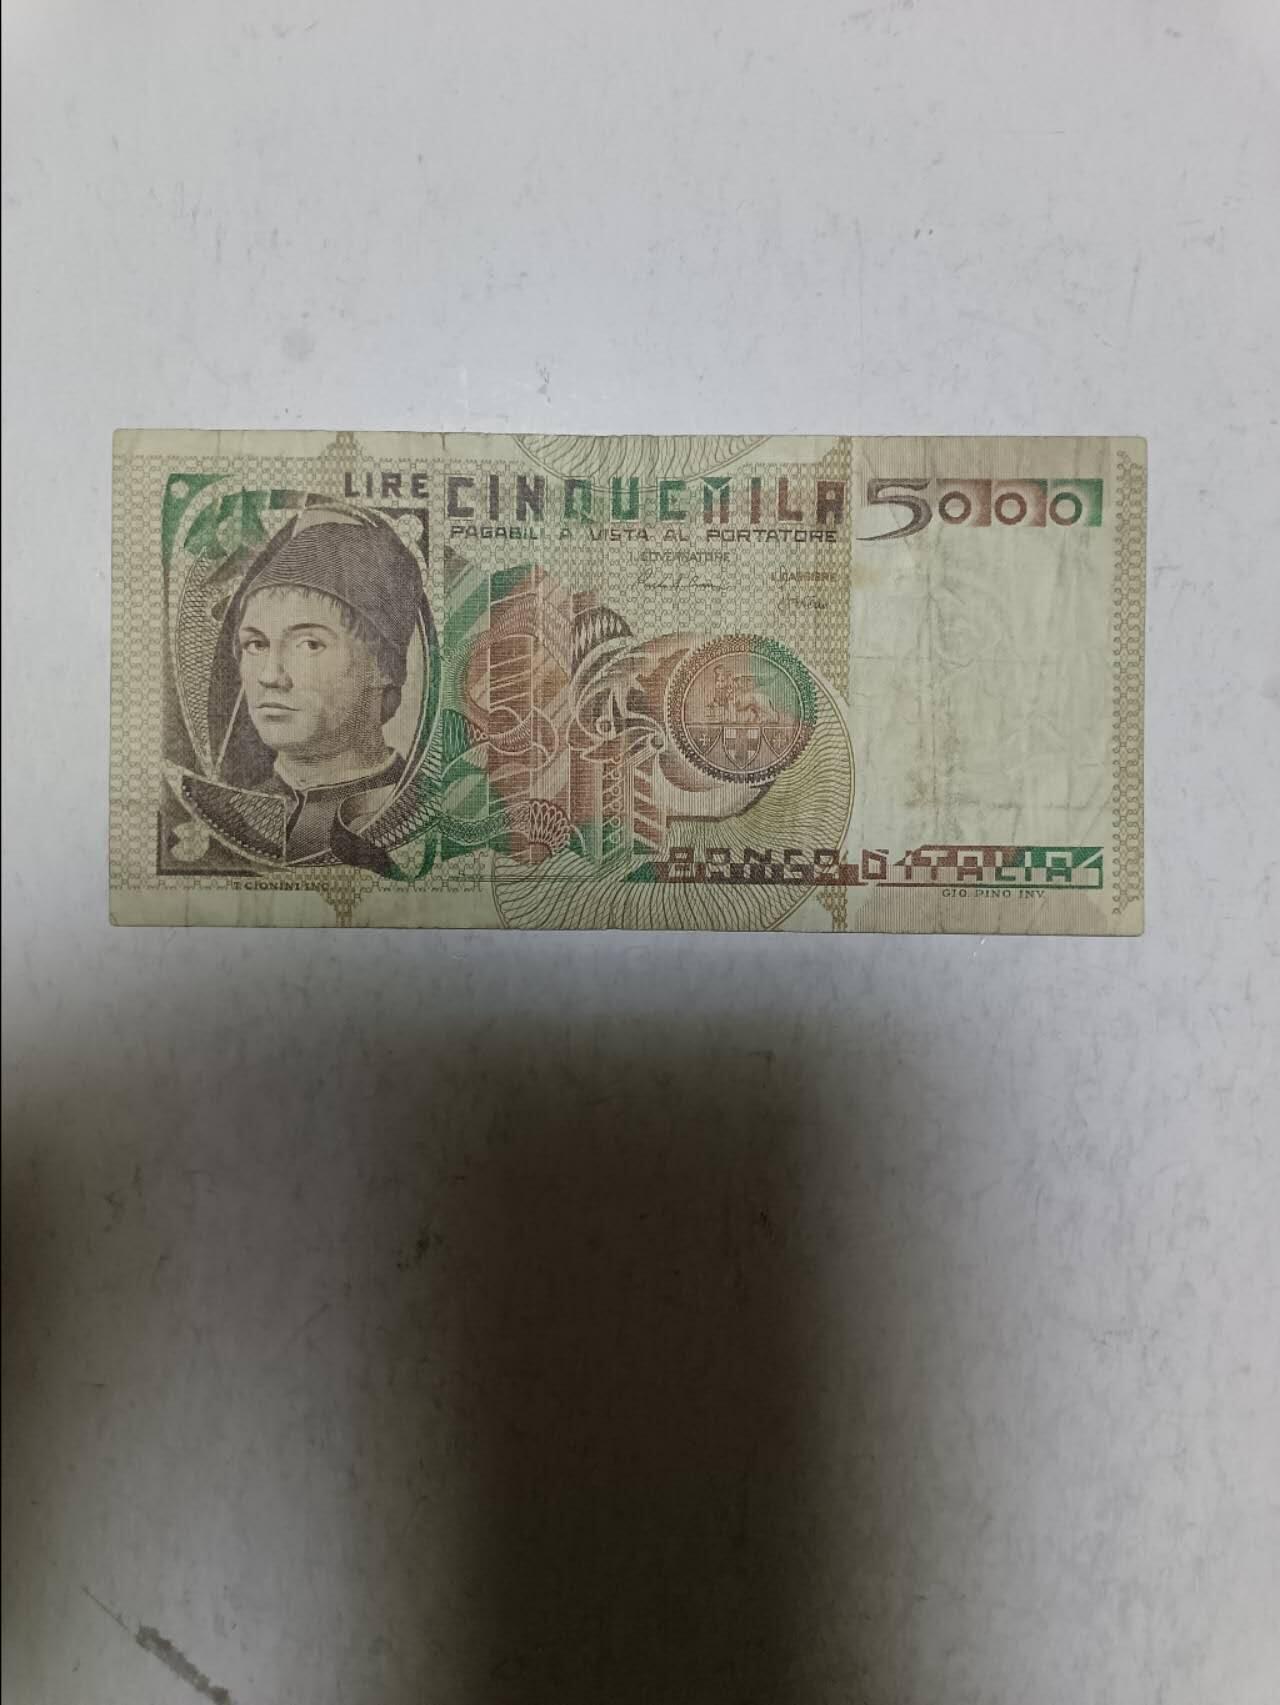 LIRE CINQUEMILA 5000
PAGABILI A VISTA AL PORTATORE
IL GOVERNATORE
IL CASSIERE
BANCA D'ITALIA
T. CIONINI INC.
GIO. PINO INV.